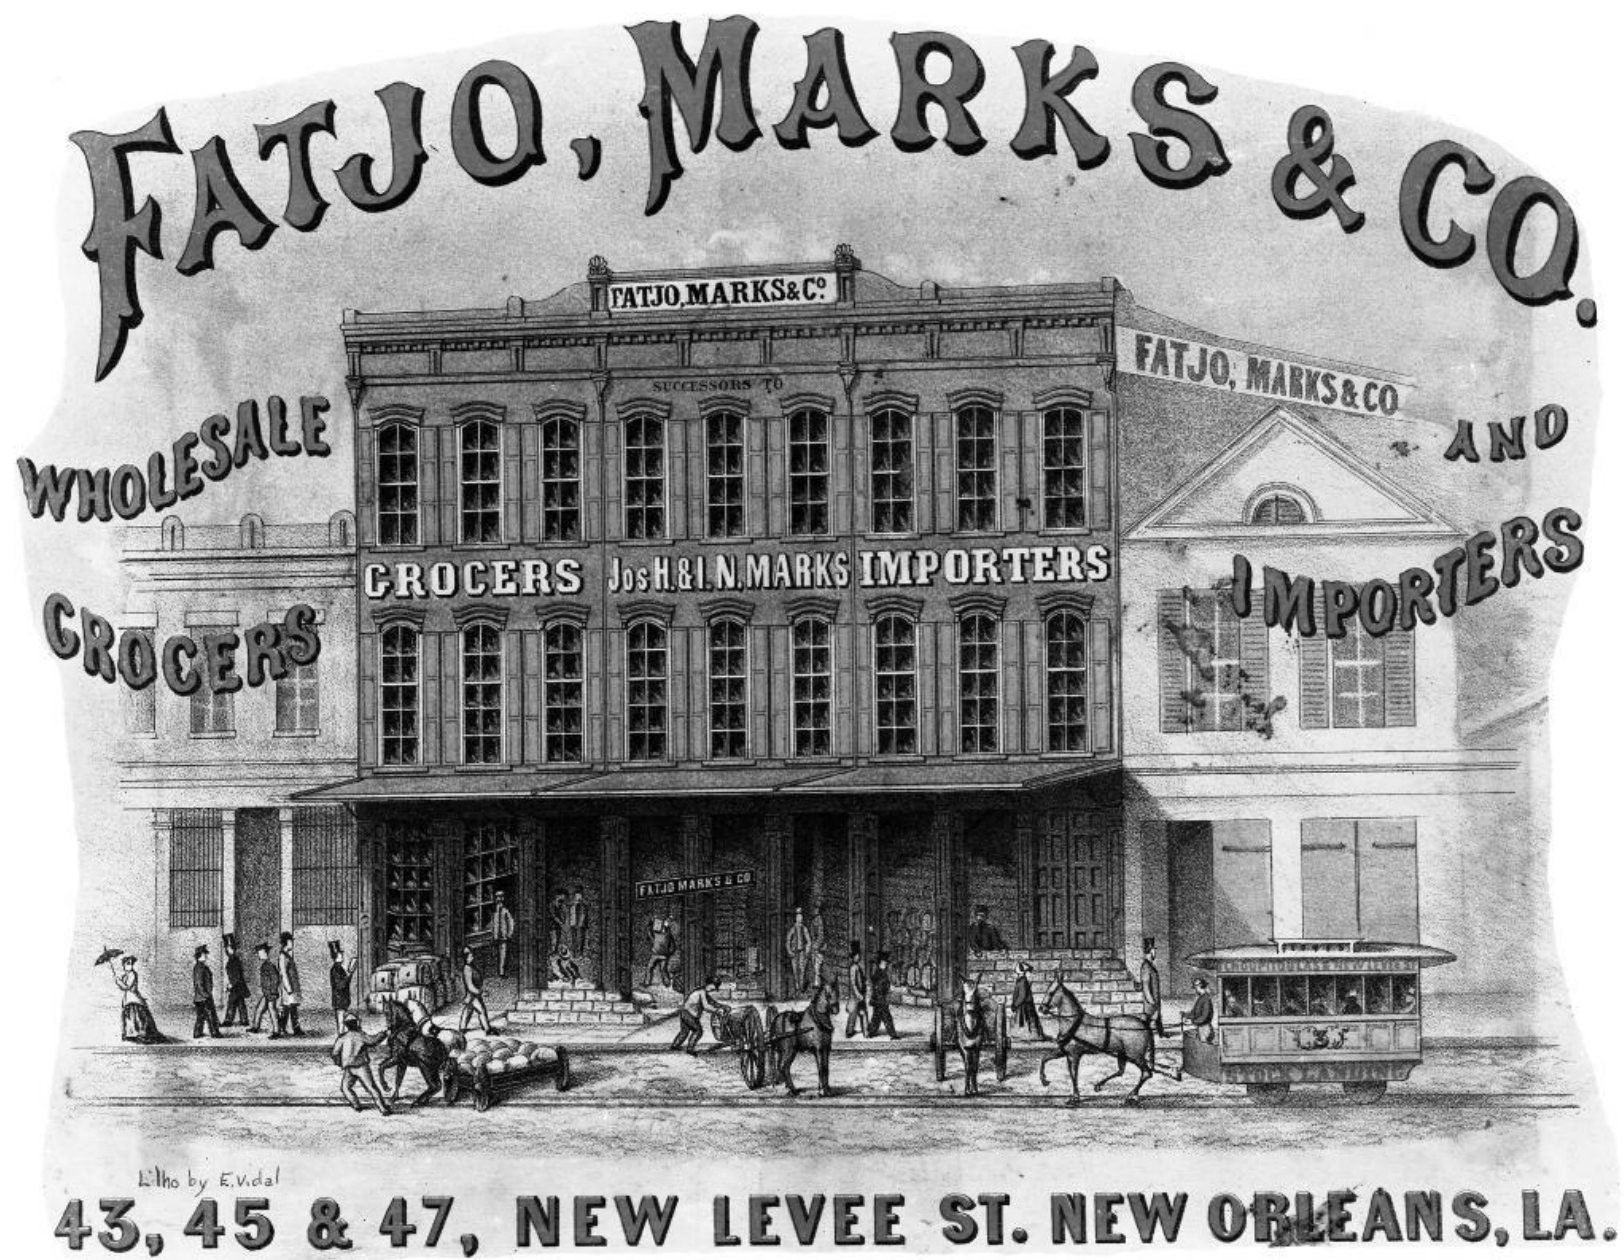 FATJO, MARKS & CO.
WHOLESALE
GROCERS
AND
IMPORTERS
FATJO, MARKS & Co.
FATJO, MARKS & CO
SUCCESSORS TO
GROCERS Jos H. & I. N. MARKS IMPORTERS
FATJO MARKS & CO
Litho by E. Vidal
43, 45 & 47, NEW LEVEE ST. NEW ORLEANS, LA.